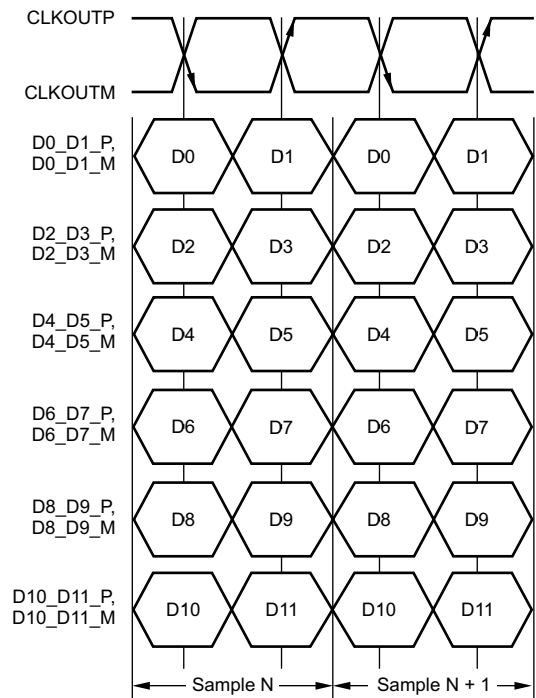 CLKOUTP
CLKOUTM
D0_D1_P,
D0_D1_M
D0 D1 D0 D1
D2_D3_P,
D2_D3_M
D2 D3 D2 D3
D4_D5_P,
D4_D5_M
D4 D5 D4 D5
D6_D7_P,
D6_D7_M
D6 D7 D6 D7
D8_D9_P,
D8_D9_M
D8 D9 D8 D9
D10_D11_P,
D10_D11_M
D10 D11 D10 D11
Sample N Sample N + 1